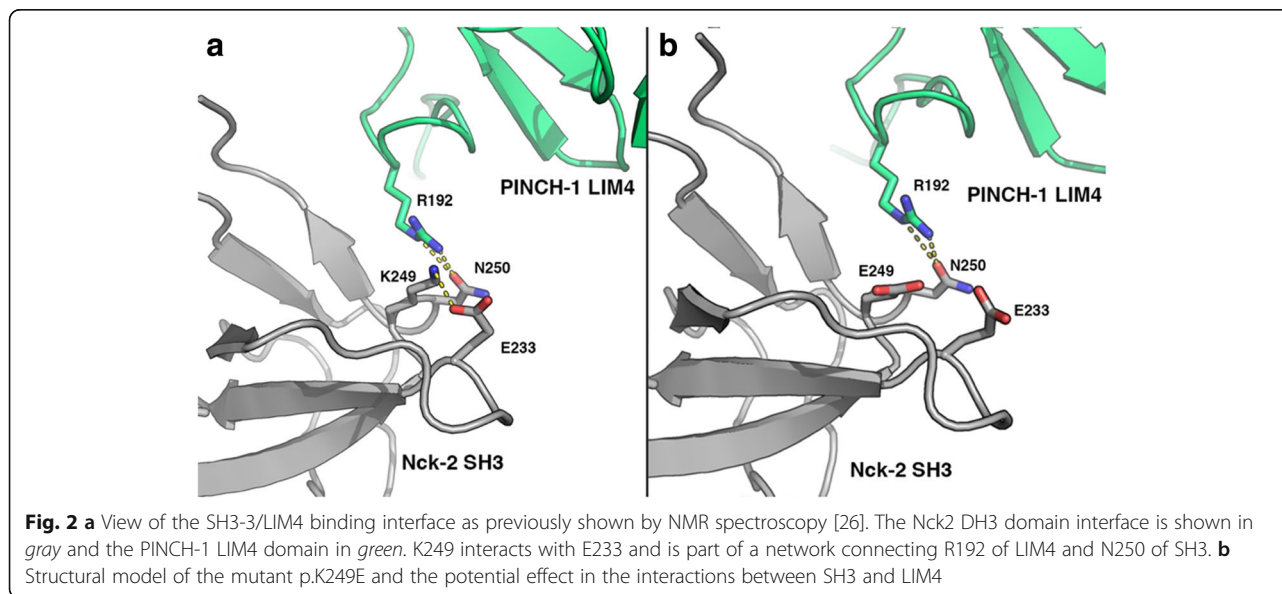 a
b
PINCH-1 LIM4
PINCH-1 LIM4
R192
R192
K249
N250
E249
N250
E233
E233
Nck-2 SH3
Nck-2 SH3
Fig. 2 a View of the SH3-3/LIM4 binding interface as previously shown by NMR spectroscopy [26]. The Nck2 DH3 domain interface is shown in
gray and the PINCH-1 LIM4 domain in green. K249 interacts with E233 and is part of a network connecting R192 of LIM4 and N250 of SH3. b
Structural model of the mutant p.K249E and the potential effect in the interactions between SH3 and LIM4